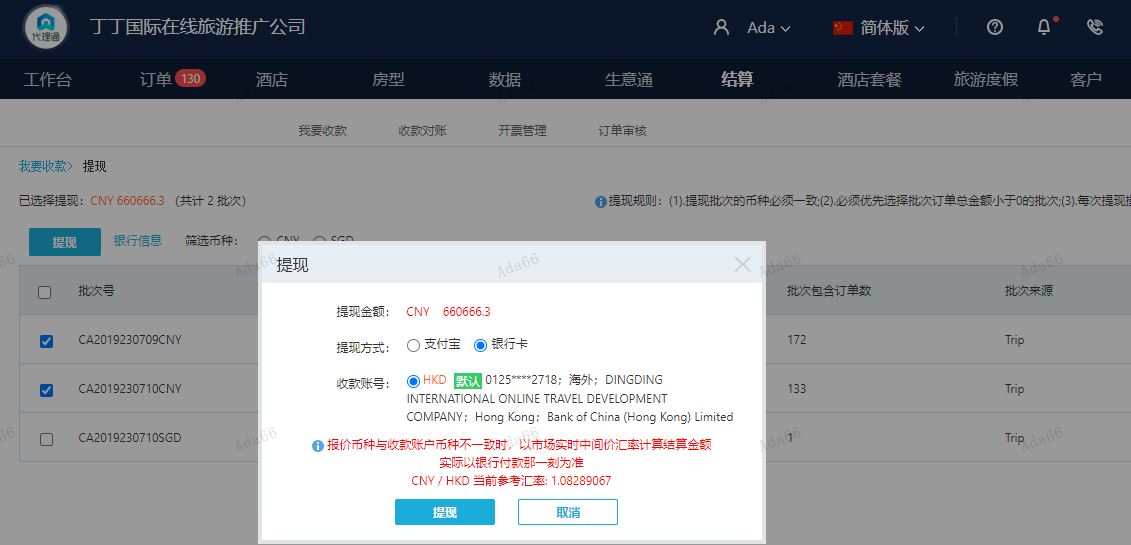 代理通
丁丁国际在线旅游推广公司
Ada
简体版
工作台 订单 130 酒店 房型 数据 生意通 结算 酒店套餐 旅游度假 客户
我要收款 收款对账 开票管理 订单审核
我要收款> 提现
已选择提现：CNY 660666.3 (共计 2 批次)
提现规则：(1).提现批次的币种必须一致;(2).必须优先选择批次订单总金额小于0的批次;(3).每次提现
提现 银行信息 筛选币种： CNY SGD
提现
批次号 批次包含订单数 批次来源
提现金额： CNY 660666.3
CA2019230709CNY 172 Trip
提现方式： 支付宝 银行卡
收款账号： HKD 默认 0125****2718；海外；DINGDING
INTERNATIONAL ONLINE TRAVEL DEVELOPMENT
COMPANY；Hong Kong；Bank of China (Hong Kong) Limited
CA2019230710CNY 133 Trip
CA2019230710SGD 1 Trip
报价币种与收款账户币种不一致时，以市场实时中间价汇率计算结算金额
实际以银行付款那一刻为准
CNY / HKD 当前参考汇率: 1.08289067
提现 取消
Ada66
Ada66
Ada66
Ada66
Ada66
Ada66
Ada66